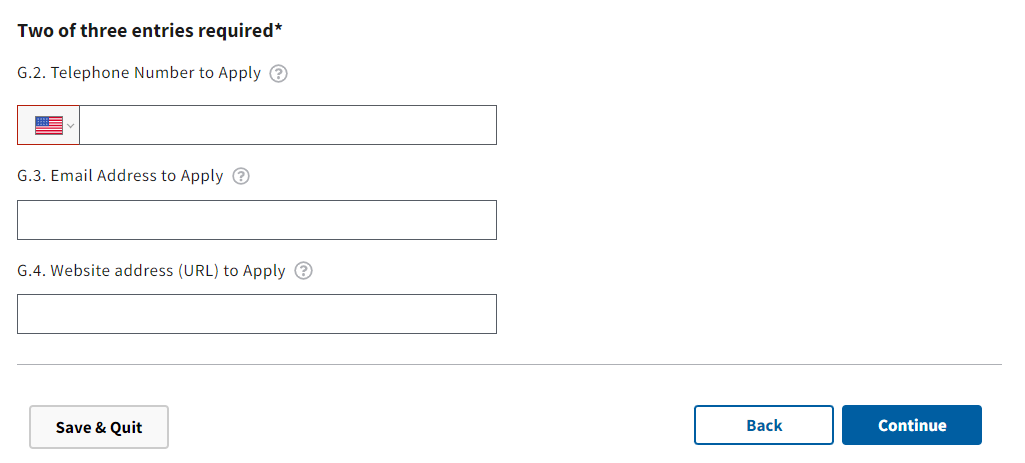 Two of three entries required*
G.2. Telephone Number to Apply ?
G.3. Email Address to Apply ?
G.4. Website address (URL) to Apply ?
Save & Quit
Back
Continue